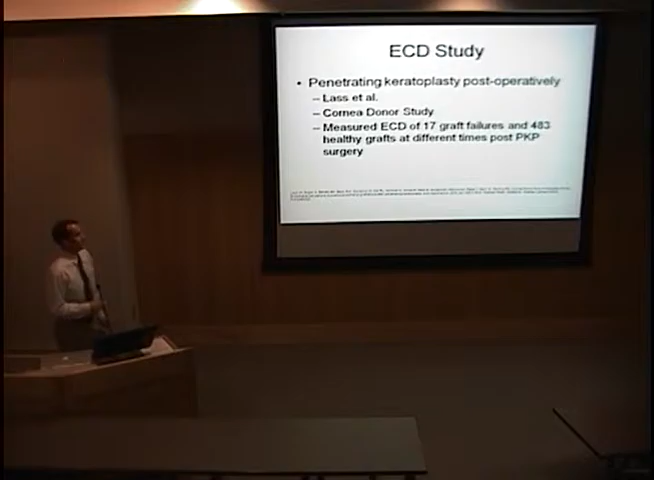 ECD Study
• Penetrating keratoplasty post-operatively
– Lass et al.
– Cornea Donor Study
– Measured ECD of 17 graft failures and 483
healthy grafts at different times post PKP
surgery